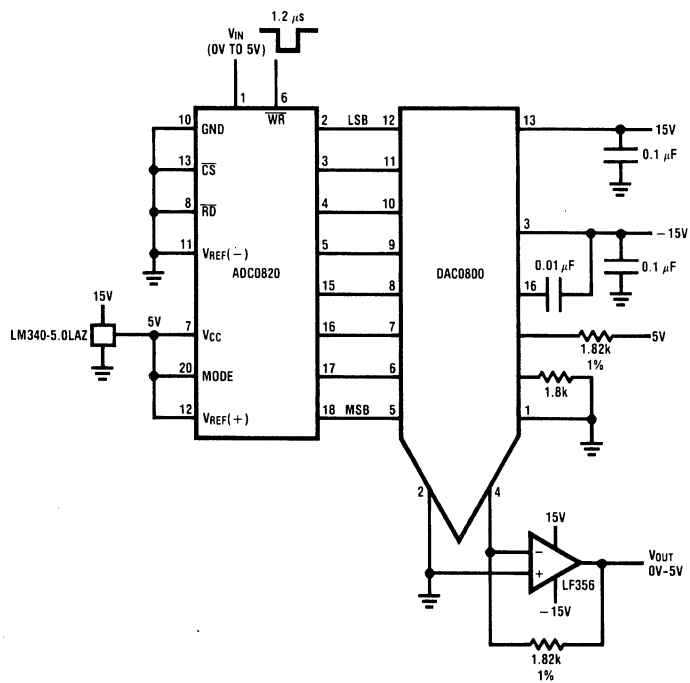 1.2 μs
VIN
(0V TO 5V)
1
6
WR
10 GND
2 LSB 12
13
15V
0.1 μF
13 CS
3
11
8 RD
4
10
3
−15V
11 VREF(−)
ADC0820
5
9
DAC0800
0.01 μF
0.1 μF
15V
15
8
16
LM340-5.0LAZ
5V
7 VCC
16
7
5V
1.82k
1%
20 MODE
17
6
1.8k
12 VREF(+)
18 MSB 5
1
2
4
15V
−
+
LF356
VOUT
0V–5V
−15V
1.82k
1%